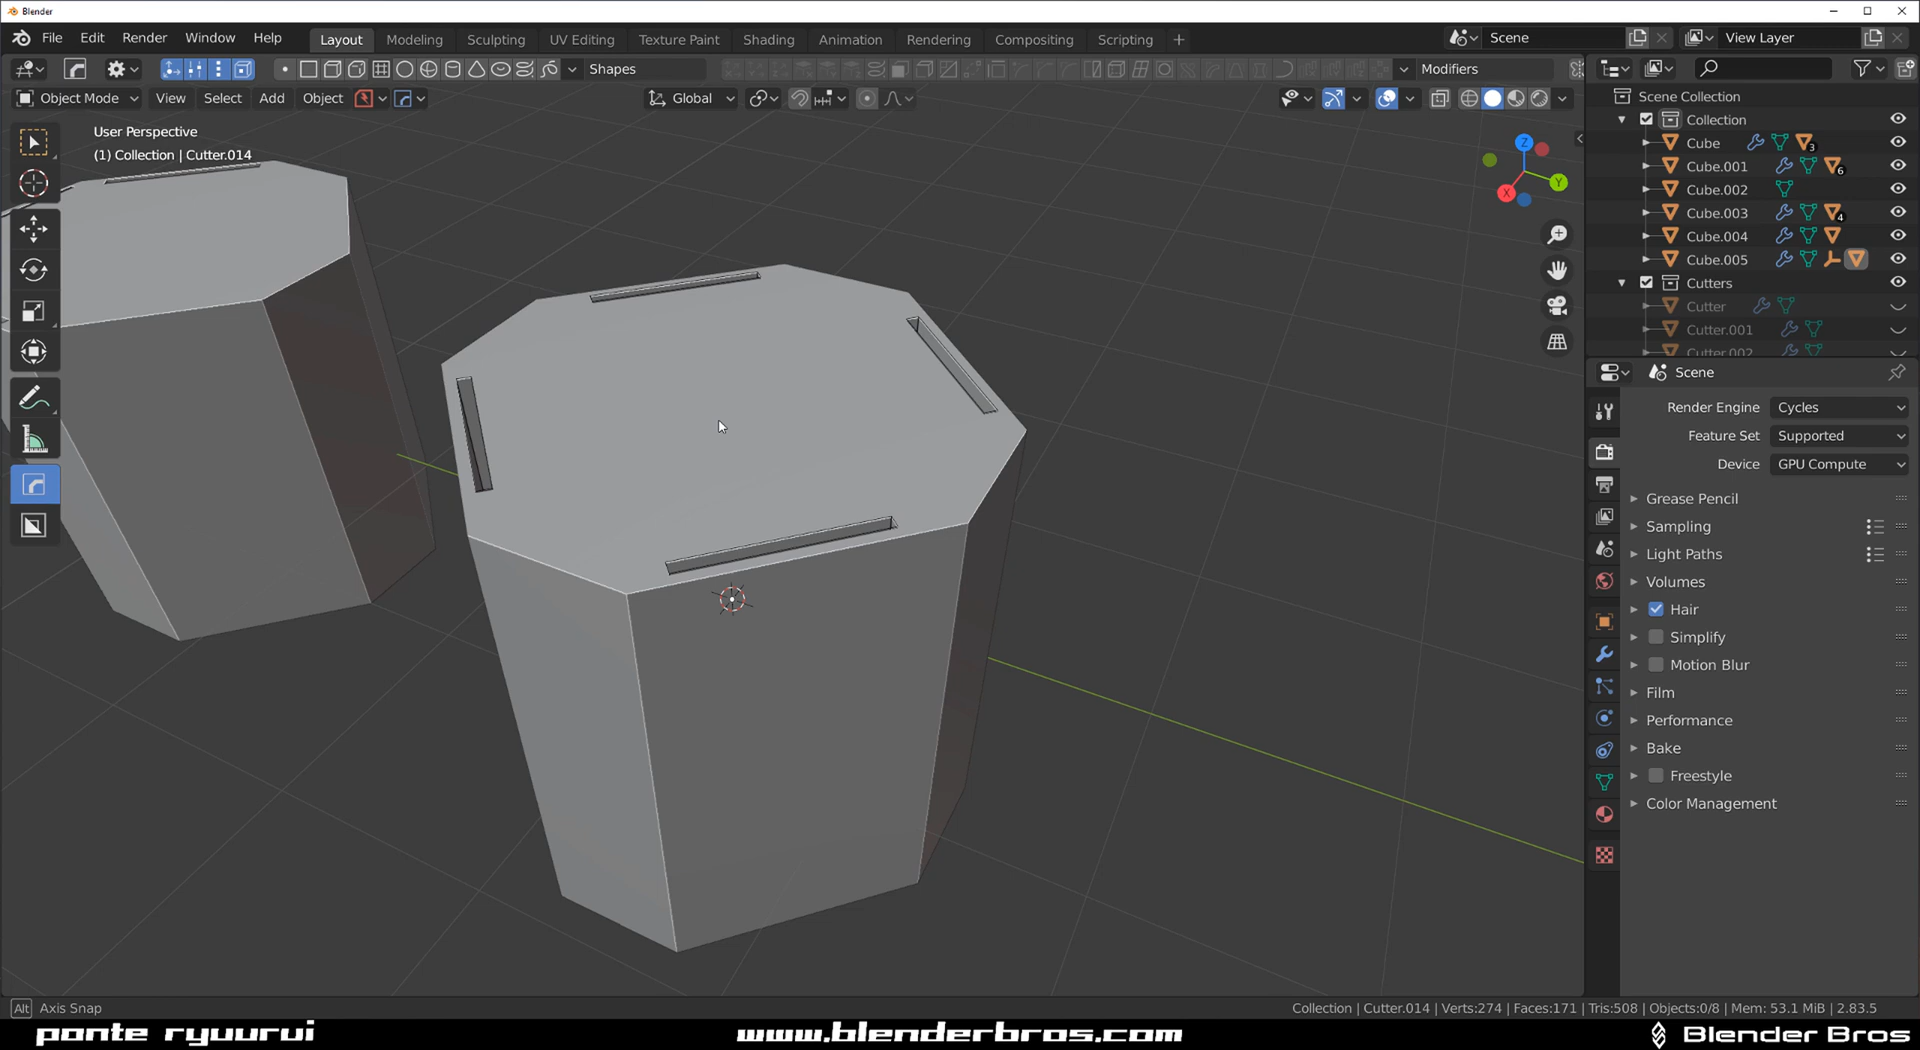 Blender
File Edit Render Window Help Layout Modeling Sculpting UV Editing Texture Paint Shading Animation Rendering Compositing Scripting + Scene View Layer
Shapes Modifiers
Object Mode View Select Add Object Global
User Perspective
(1) Collection | Cutter.014
Z
Y
X
Scene Collection
Collection
Cube 3
Cube.001 6
Cube.002
Cube.003 4
Cube.004
Cube.005
Cutters
Cutter
Cutter.001
Cutter.002
Scene
Render Engine Cycles
Feature Set Supported
Device GPU Compute
Grease Pencil
Sampling
Light Paths
Volumes
Hair
Simplify
Motion Blur
Film
Performance
Bake
Freestyle
Color Management
Alt Axis Snap Collection | Cutter.014 | Verts:274 | Faces:171 | Tris:508 | Objects:0/8 | Mem: 53.1 MiB | 2.83.5
ponte ryuurui www.blenderbros.com Blender Bros